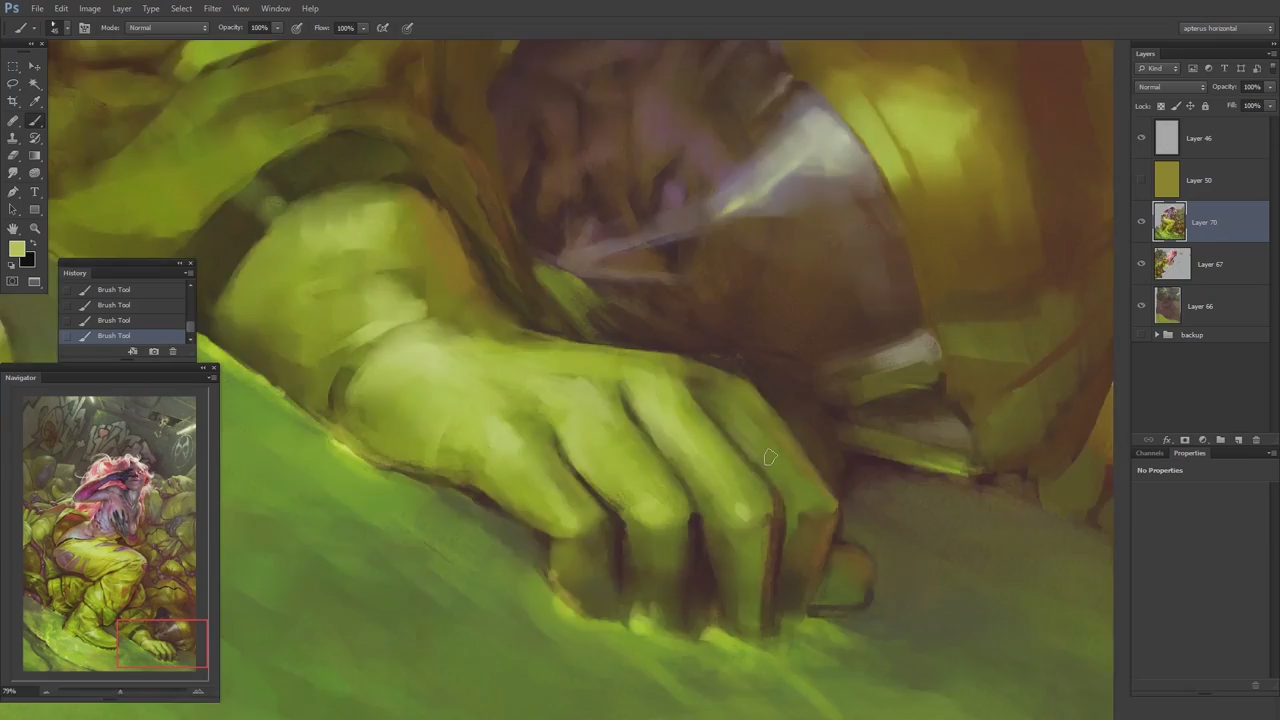 Ps File Edit Image Layer Type Select Filter View Window Help
45 Mode: Normal Opacity: 100% Flow: 100% apterus horizontal
Layers
Kind
Normal Opacity: 100%
Lock: Fill: 100%
Layer 46
Layer 50
Layer 70
Layer 67
Layer 66
backup
Channels Properties
No Properties
History
Brush Tool
Brush Tool
Brush Tool
Brush Tool
Navigator
79%